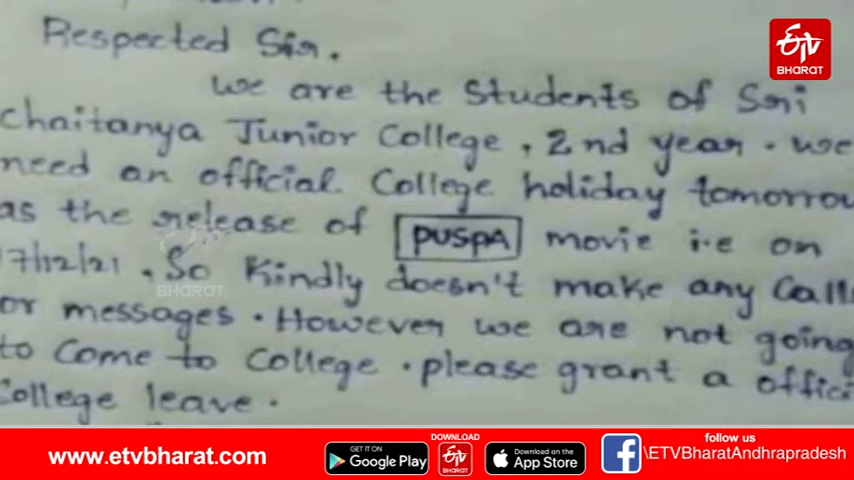 Respected Sir.
we are the Students of Sri
chaitanya Junior College, 2nd year. we
need an official College holiday tomorrow
as the release of PUSPA movie i.e on
17/12/21. So Kindly doesn't make any Calls
or messages. However we are not going
to Come to College. please grant a offici
College leave.
ETV
BHARAT
BHARAT
www.etvbharat.com
GET IT ON
Google Play
DOWNLOAD
ETV
BHARAT
Download on the
App Store
follow us
f \ETVBharatAndhrapradesh